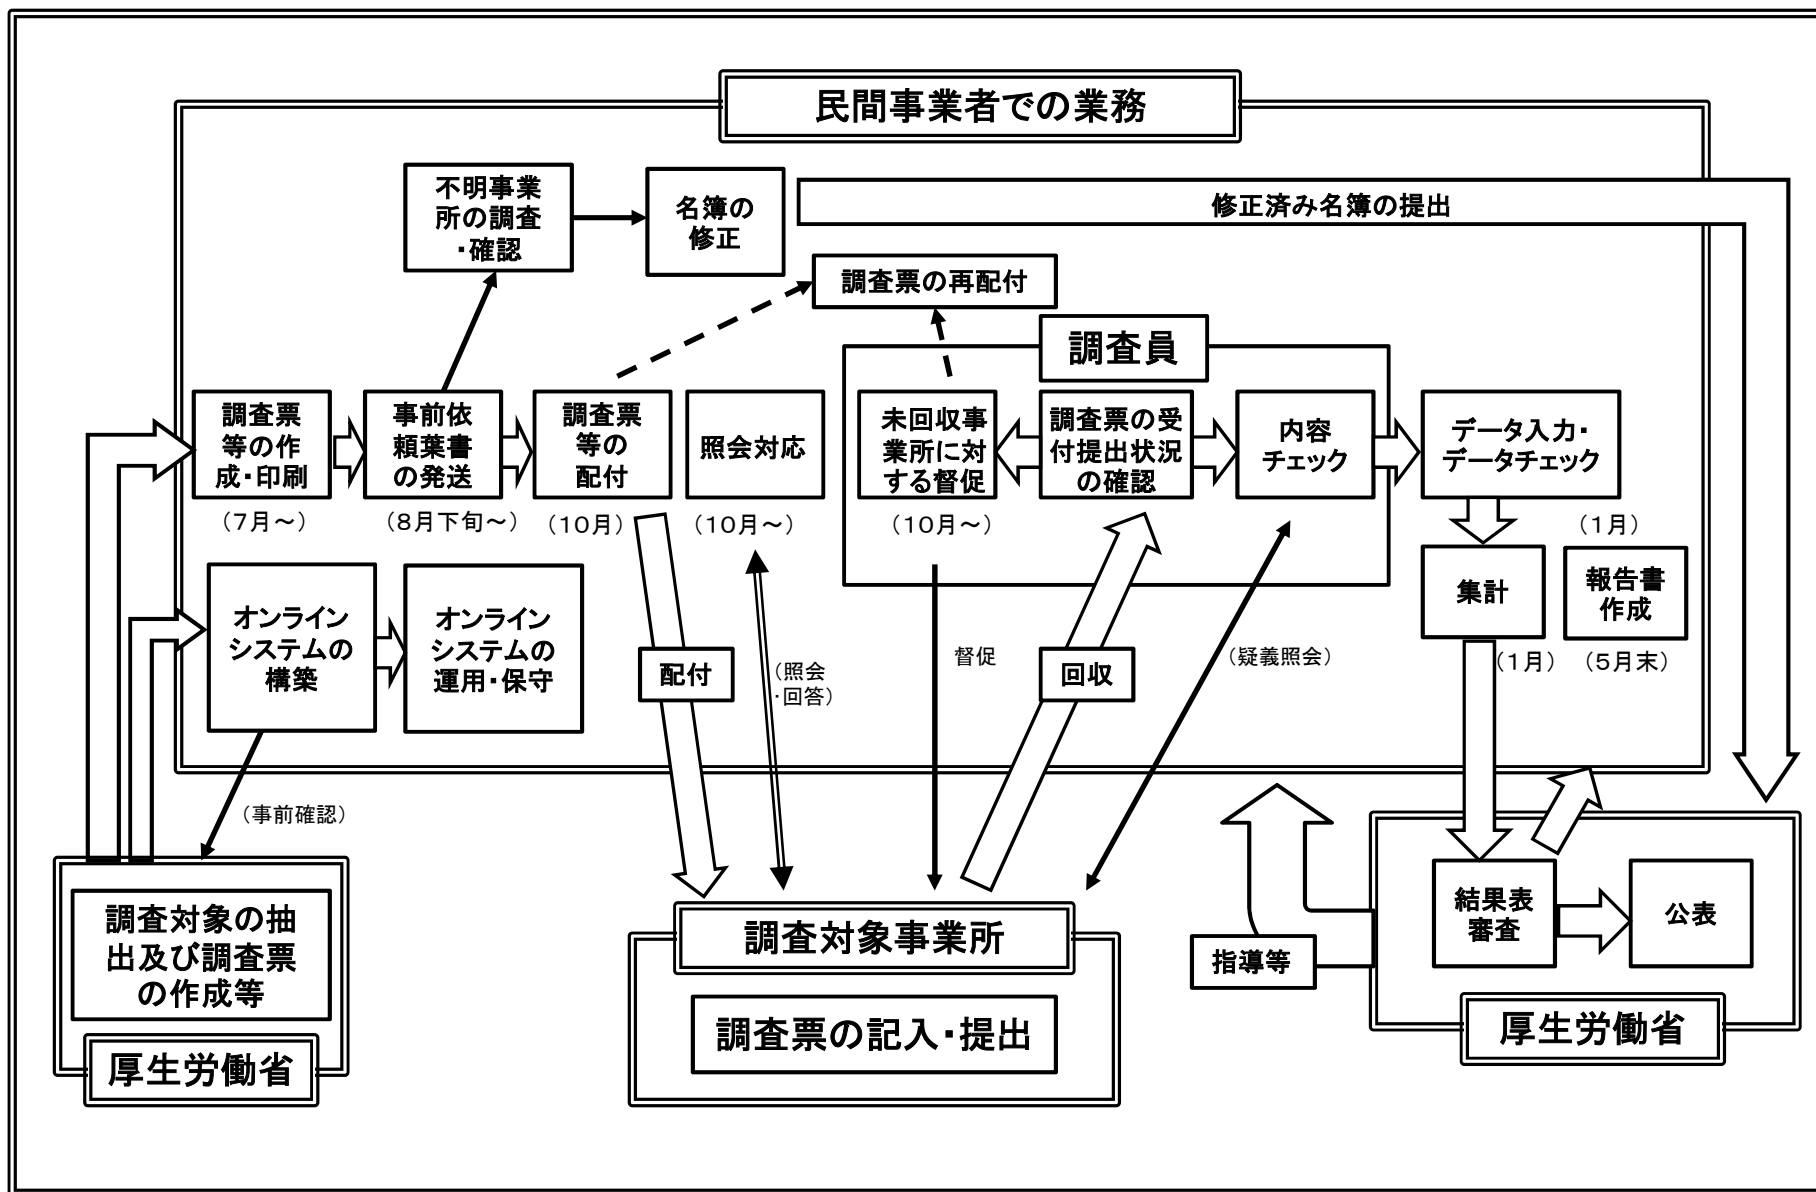 民間事業者での業務
不明事業
所の調査
・確認
名簿の
修正
修正済み名簿の提出
調査票の再配付
調査員
調査票
等の作
成・印刷
(7月～)
事前依
頼葉書
の発送
(8月下旬～)
調査票
等の
配付
(10月)
照会対応
(10月～)
未回収事
業所に対
する督促
(10月～)
調査票の受
付提出状況
の確認
内容
チェック
データ入力・
データチェック
(1月)
オンライン
システムの
構築
オンライン
システムの
運用・保守
集計
(1月)
報告書
作成
(5月末)
配付
(照会
・回答)
督促
回収
(疑義照会)
(事前確認)
調査対象の抽
出及び調査票
の作成等
厚生労働省
調査対象事業所
調査票の記入・提出
指導等
結果表
審査
公表
厚生労働省